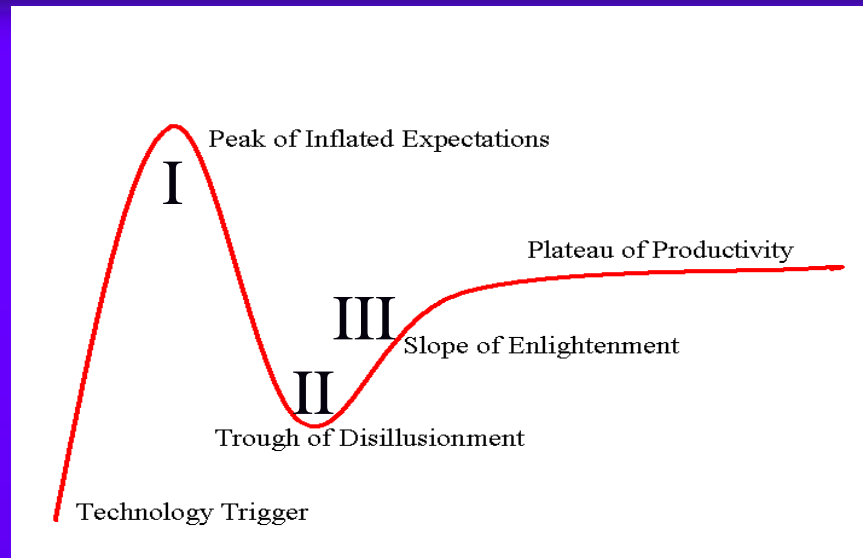 Peak of Inflated Expectations
I
Plateau of Productivity
III
Slope of Enlightenment
II
Trough of Disillusionment
Technology Trigger